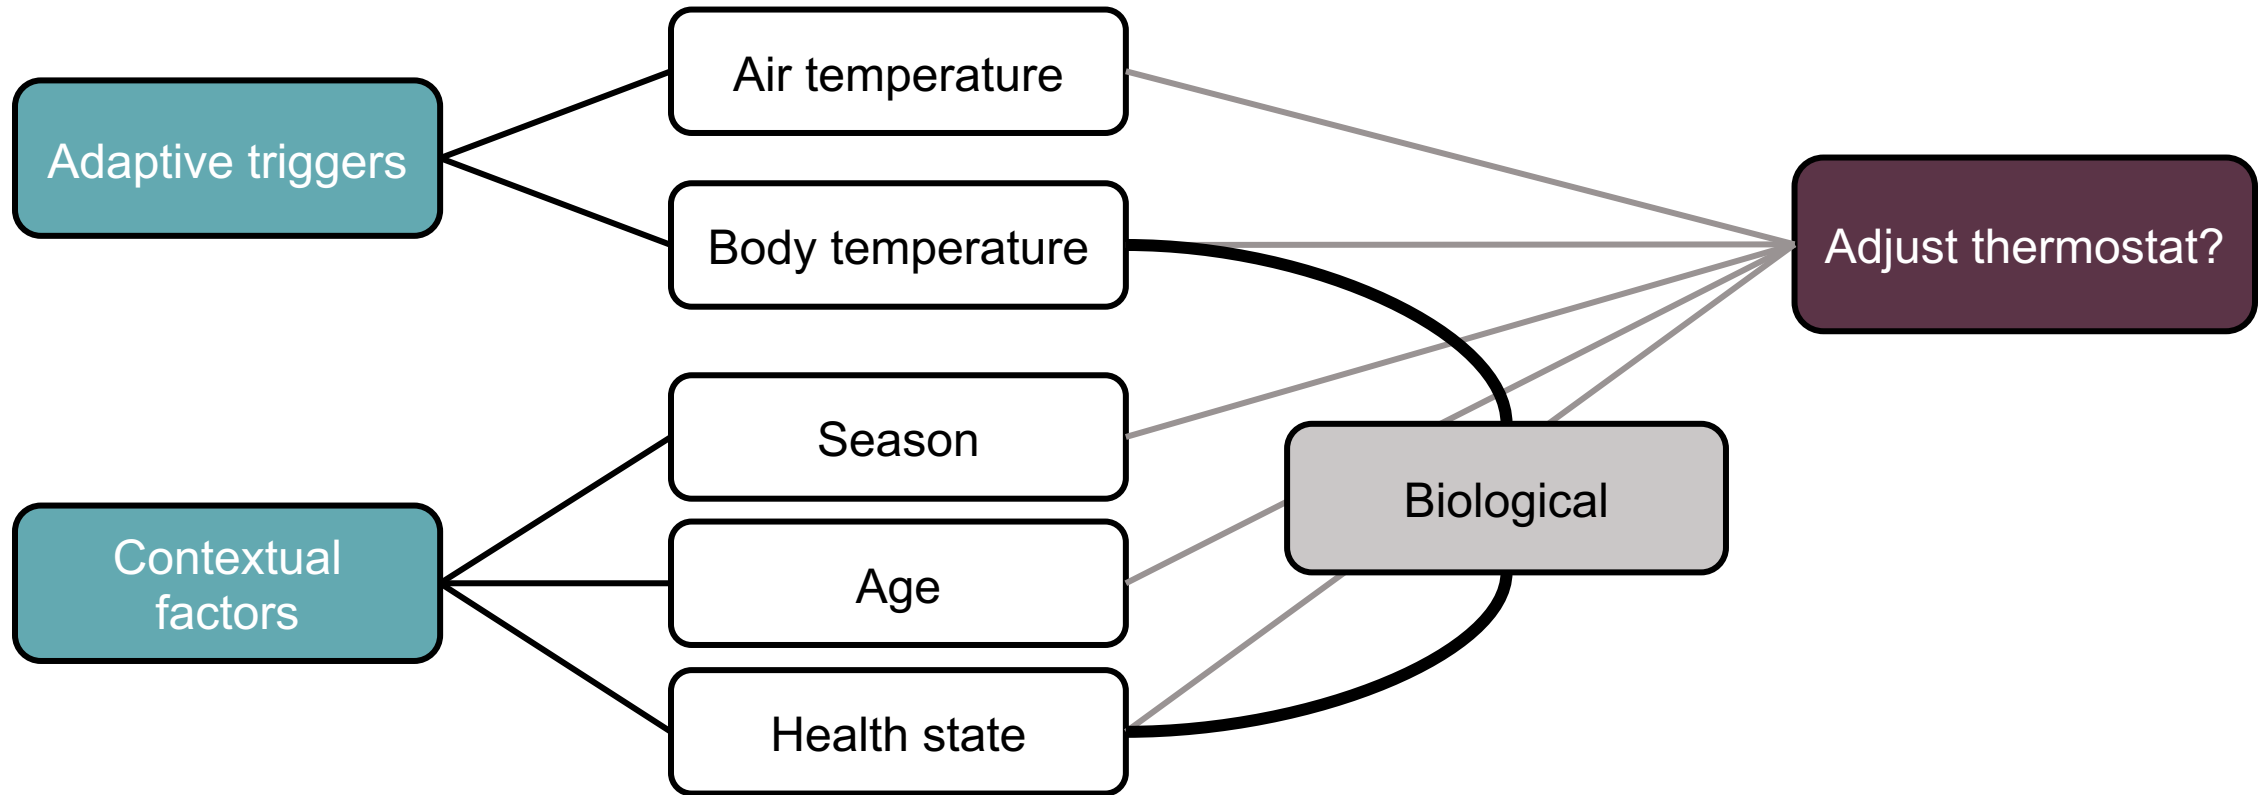 Air temperature
Adaptive triggers
Body temperature
Adjust thermostat?
Season
Biological
Contextual
factors
Age
Health state